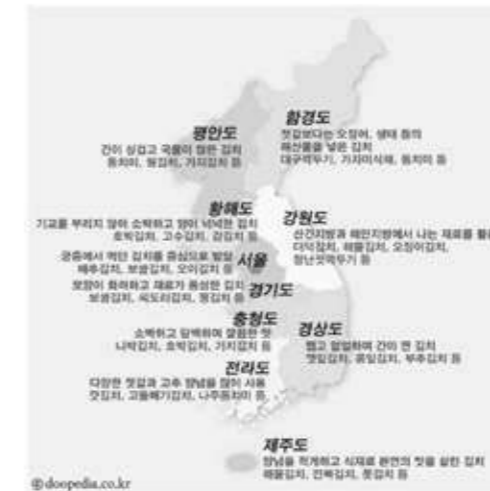 함경도
젓갈보다는 오징어, 생태 등의
해산물을 넣은 김치
대구깍두기, 가자미식해, 동치미 등
평안도
간이 싱겁고 국물이 많은 김치
동치미, 백김치, 가지김치 등
황해도
기교를 부리지 않아 소박하고 양이 넉넉한 김치
호박김치, 고수김치, 감김치 등
강원도
산간지방과 해안지방에서 나는 재료를 활
더덕김치, 해물김치, 오징어김치,
창난젓깍두기 등
궁중에서 먹던 김치를 중심으로 발달
배추김치, 보쌈김치, 오이김치 등
서울
모양이 화려하고 재료가 풍성한 김치
보쌈김치, 씨도리김치, 꿩김치 등
경기도
충청도
소박하고 담백하며 깔끔한 맛
나박김치, 호박김치, 가지김치 등
경상도
맵고 얼얼하며 간이 짠 김치
깻잎김치, 콩잎김치, 부추김치 등
전라도
다양한 젓갈과 고추 양념을 많이 사용
갓김치, 고들빼기김치, 나주동치미 등
제주도
양념을 적게하고 식재료 본연의 맛을 살린 김치
해물김치, 전복김치, 톳김치 등
@doopedia.co.kr